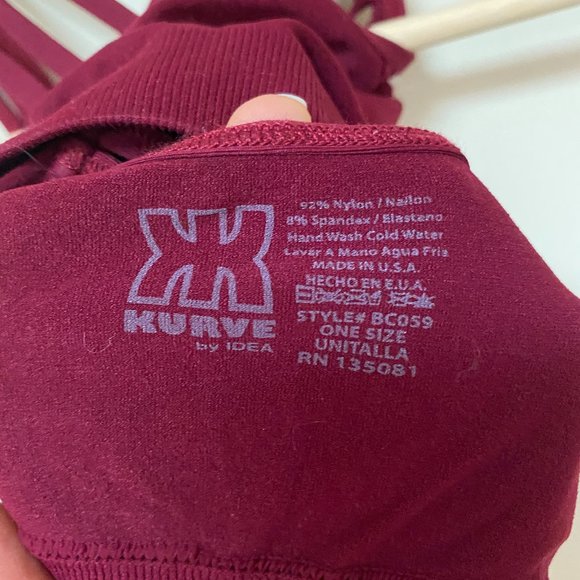 KURVE
by IDEA
92% Nylon / Nailon
8% Spandex / Elastano
Hand Wash Cold Water
Lavar A Mano Agua Fria
MADE IN U.S.A.
HECHO EN E.U.A.
STYLE# BC059
ONE SIZE
UNITALLA
RN 135081